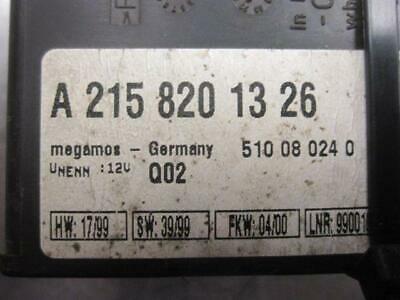 A 215 820 13 26
megamos - Germany 510 08 024 0
UNENN :12V Q02
HW: 17/99 SW: 39/99 FKW: 04/00 LNR: